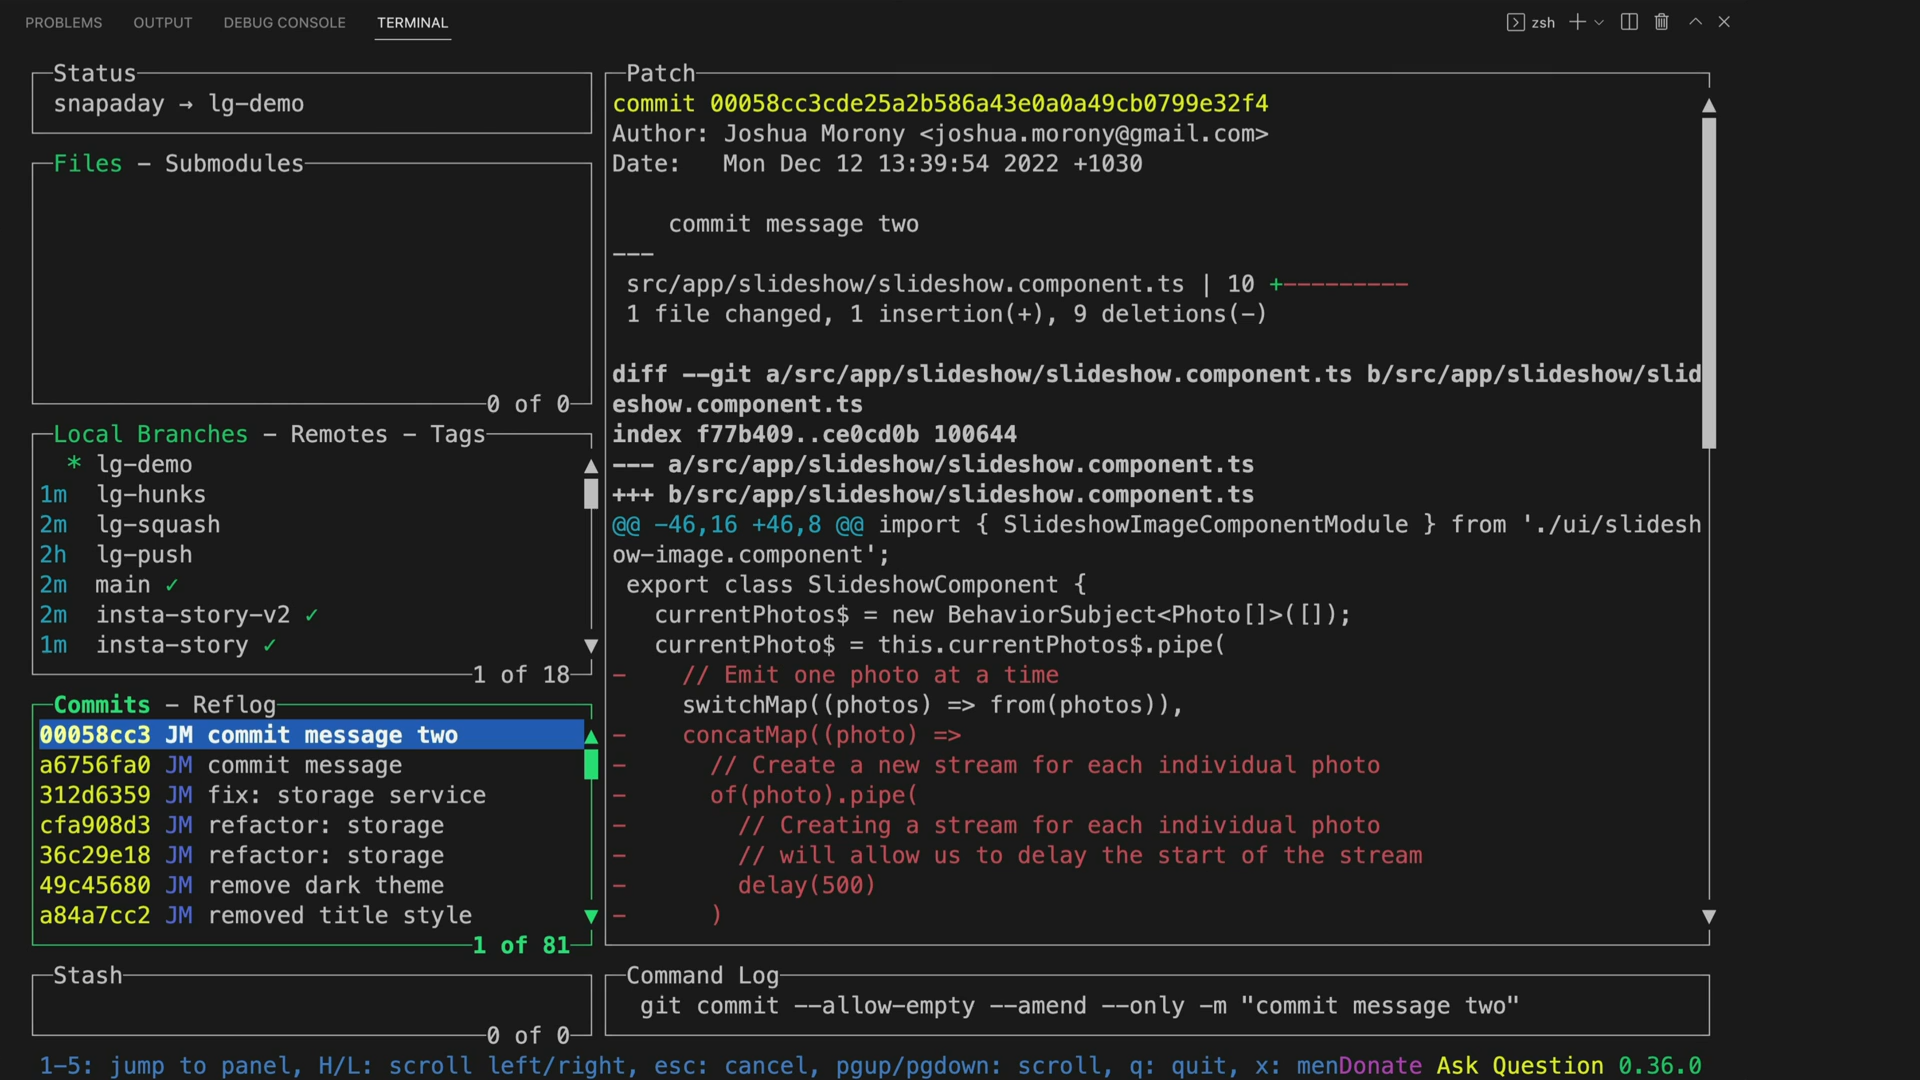 PROBLEMS OUTPUT DEBUG CONSOLE TERMINAL
zsh
Status
snapaday → lg-demo
Files - Submodules
0 of 0
Local Branches - Remotes - Tags
* lg-demo
1m lg-hunks
2m lg-squash
2h lg-push
2m main ✓
2m insta-story-v2 ✓
1m insta-story ✓
1 of 18
Commits - Reflog
00058cc3 JM commit message two
a6756fa0 JM commit message
312d6359 JM fix: storage service
cfa908d3 JM refactor: storage
36c29e18 JM refactor: storage
49c45680 JM remove dark theme
a84a7cc2 JM removed title style
1 of 81
Stash
0 of 0
Patch
commit 00058cc3cde25a2b586a43e0a0a49cb0799e32f4
Author: Joshua Morony <joshua.morony@gmail.com>
Date:   Mon Dec 12 13:39:54 2022 +1030
commit message two
---
src/app/slideshow/slideshow.component.ts | 10 +---------
1 file changed, 1 insertion(+), 9 deletions(-)
diff --git a/src/app/slideshow/slideshow.component.ts b/src/app/slideshow/slid
eshow.component.ts
index f77b409..ce0cd0b 100644
--- a/src/app/slideshow/slideshow.component.ts
+++ b/src/app/slideshow/slideshow.component.ts
@@ -46,16 +46,8 @@ import { SlideshowImageComponentModule } from './ui/slidesh
ow-image.component';
export class SlideshowComponent {
currentPhotos$ = new BehaviorSubject<Photo[]>([]);
currentPhoto$ = this.currentPhotos$.pipe(
-     // Emit one photo at a time
switchMap((photos) => from(photos)),
-     concatMap((photo) =>
-       // Create a new stream for each individual photo
-       of(photo).pipe(
-         // Creating a stream for each individual photo
-         // will allow us to delay the start of the stream
-         delay(500)
-       )
Command Log
git commit --allow-empty --amend --only -m "commit message two"
1-5: jump to panel, H/L: scroll left/right, esc: cancel, pgup/pgdown: scroll, q: quit, x: menDonate Ask Question 0.36.0